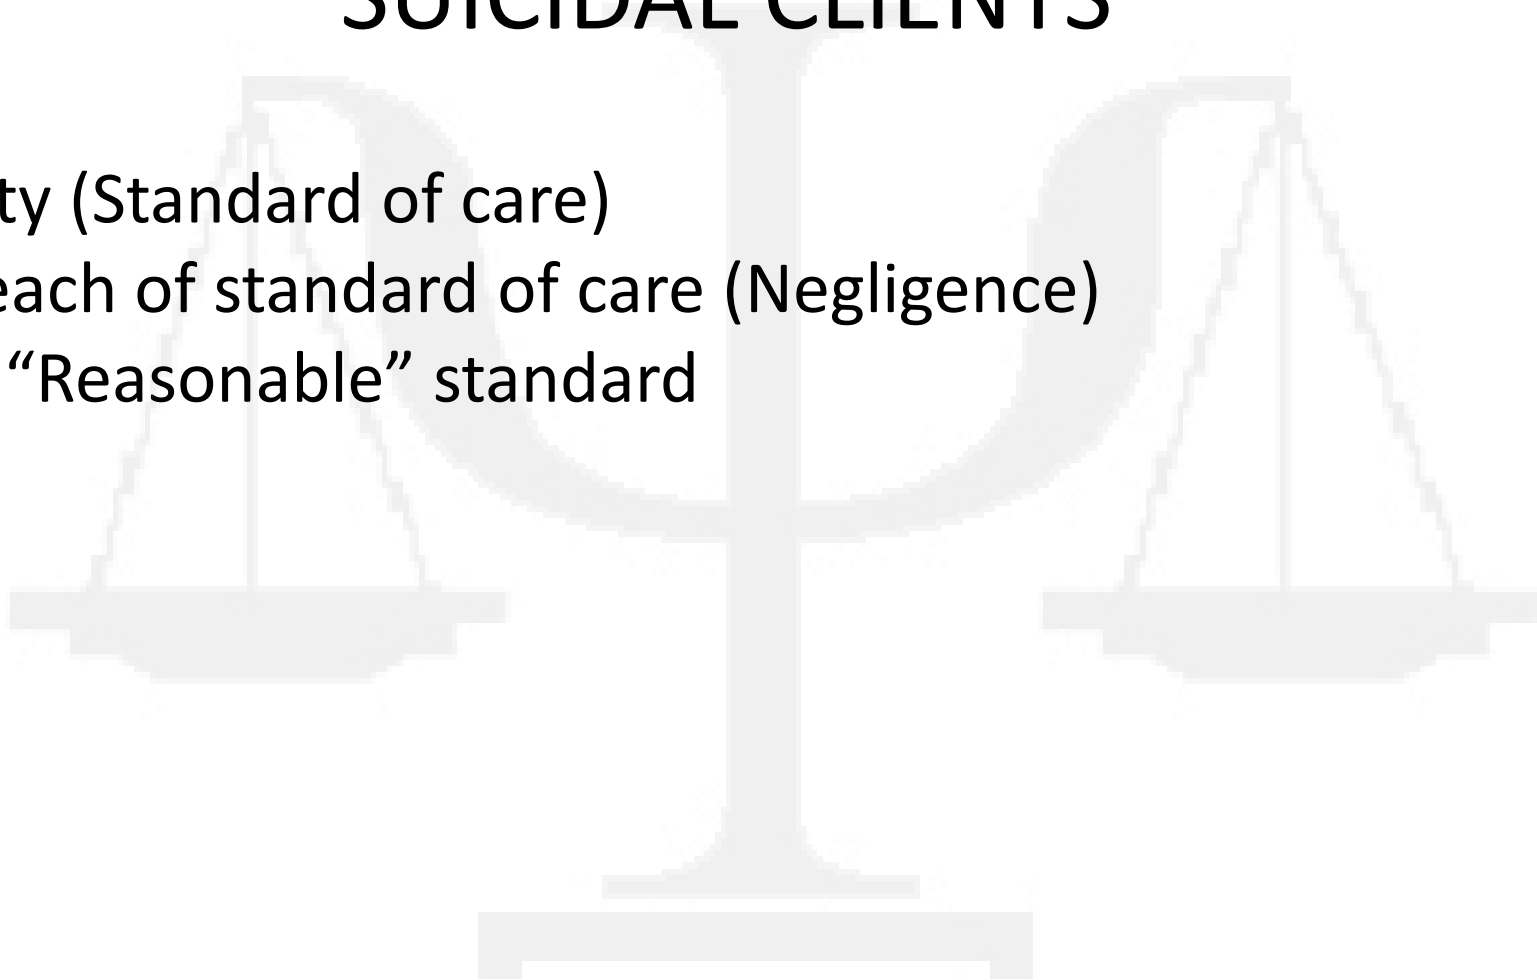 SUICIDAL CLIENTS
ty (Standard of care)
each of standard of care (Negligence)
“Reasonable” standard